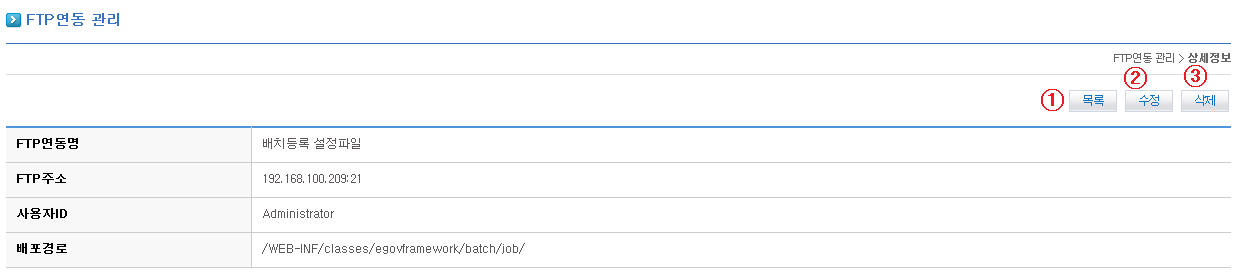 FTP연동 관리
FTP연동 관리 > 상세정보
① 목록 ② 수정 ③ 삭제
FTP연동명 배치등록 설정파일
FTP주소 192.168.100.209:21
사용자ID Administrator
배포경로 /WEB-INF/classes/egovframework/batch/job/